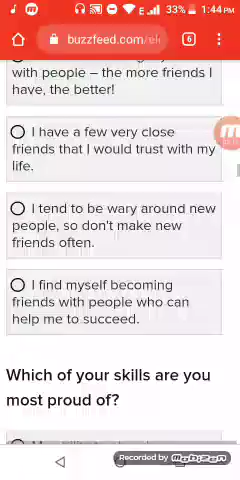 E 33% 1:44PM
buzzfeed.com/el
6
with people – the more friends I
have, the better!
I have a few very close
friends that I would trust with my
life.
I tend to be wary around new
people, so don't make new
friends often.
I find myself becoming
friends with people who can
help me to succeed.
Which of your skills are you
most proud of?
Recorded by mobizen